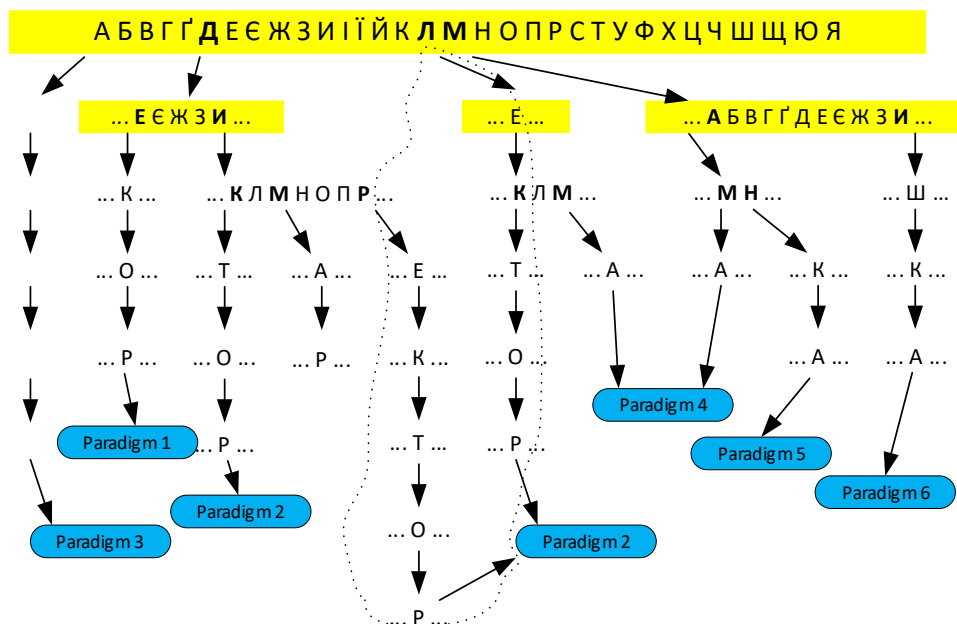 А Б В Г Ґ Д Е Є Ж З И І Ї Й К Л М Н О П Р С Т У Ф Х Ц Ч Ш Щ Ю Я
... Е Є Ж З И ...
... Е ...
... А Б В Г Ґ Д Е Є Ж З И ...
... К ...
... К Л М Н О П Р ...
... К Л М ...
... М Н ...
... Ш ...
... О ...
... Т ...
... А ...
... Е ...
... Т ...
... А ...
... А ...
... К ...
... К ...
... Р ...
... О ...
... Р ...
... К ...
... О ...
... А ...
... А ...
Paradigm 4
Paradigm 1
... Р ...
... Т ...
... Р ...
Paradigm 5
Paradigm 6
Paradigm 2
... О ...
Paradigm 3
Paradigm 2
... Р ...